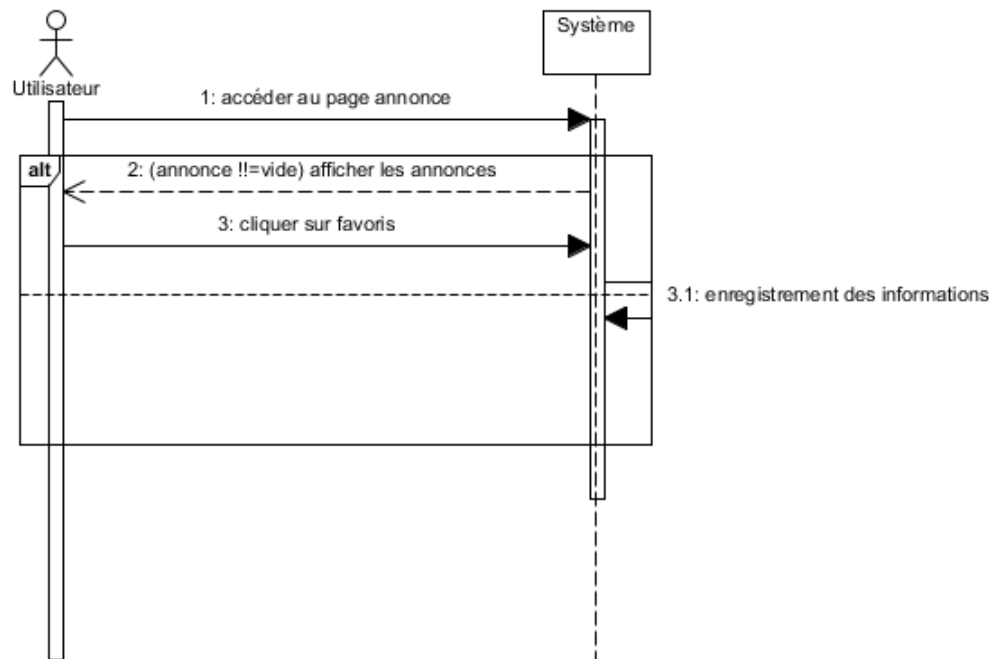 Utilisateur
Système
1: accéder au page annonce
alt
2: (annonce !!=vide) afficher les annonces
3: cliquer sur favoris
3.1: enregistrement des informations